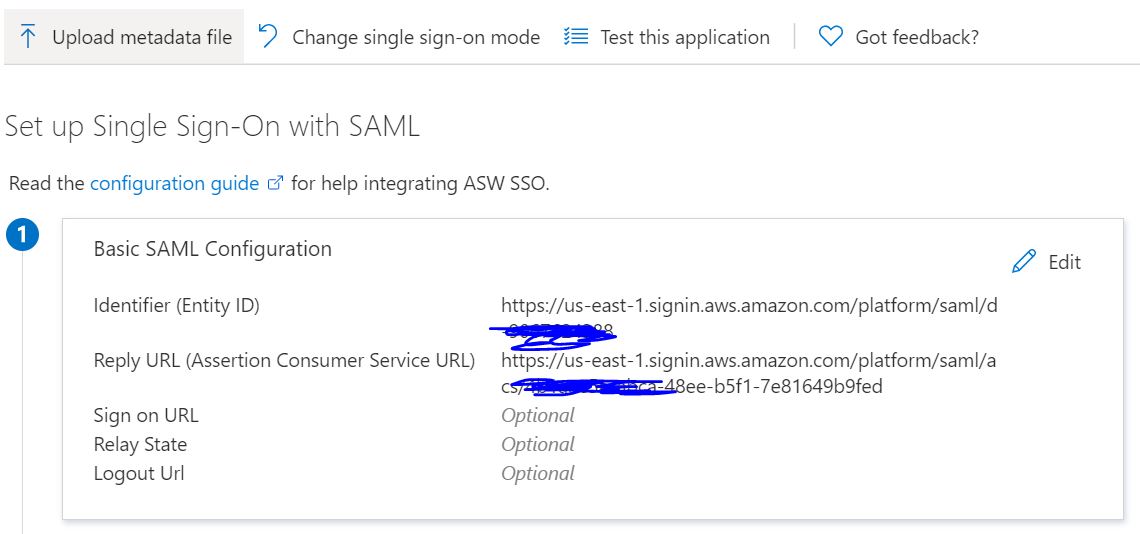 Upload metadata file Change single sign-on mode Test this application Got feedback?
Set up Single Sign-On with SAML
Read the configuration guide for help integrating ASW SSO.
1
Basic SAML Configuration
Edit
Identifier (Entity ID) https://us-east-1.signin.aws.amazon.com/platform/saml/d
Reply URL (Assertion Consumer Service URL) https://us-east-1.signin.aws.amazon.com/platform/saml/a
cs/ -48ee-b5f1-7e81649b9fed
Sign on URL Optional
Relay State Optional
Logout Url Optional